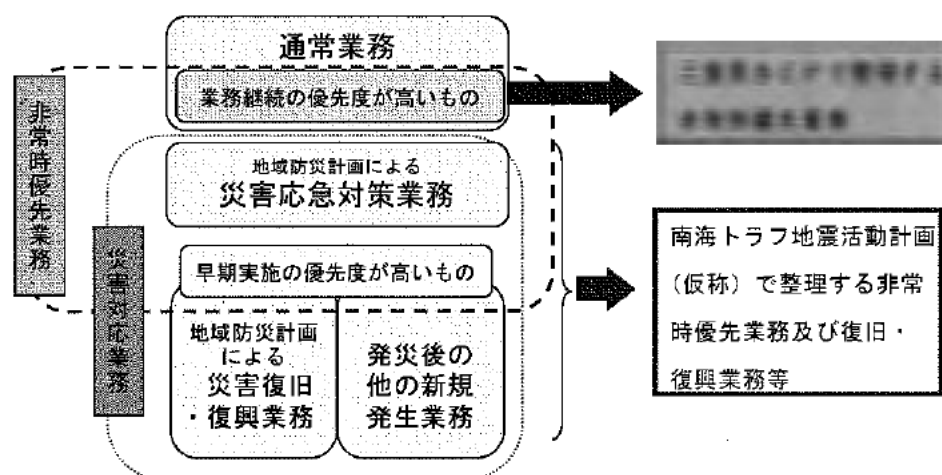 通常業務
業務継続の優先度が高いもの
非常時優先業務
地域防災計画による
災害応急対策業務
災害対応業務
早期実施の優先度が高いもの
地域防災計画
による
災害復旧
・復興業務
発災後の
他の新規
発生業務
南海トラフ地震活動計画
(仮称)で整理する非常
時優先業務及び復旧・
復興業務等